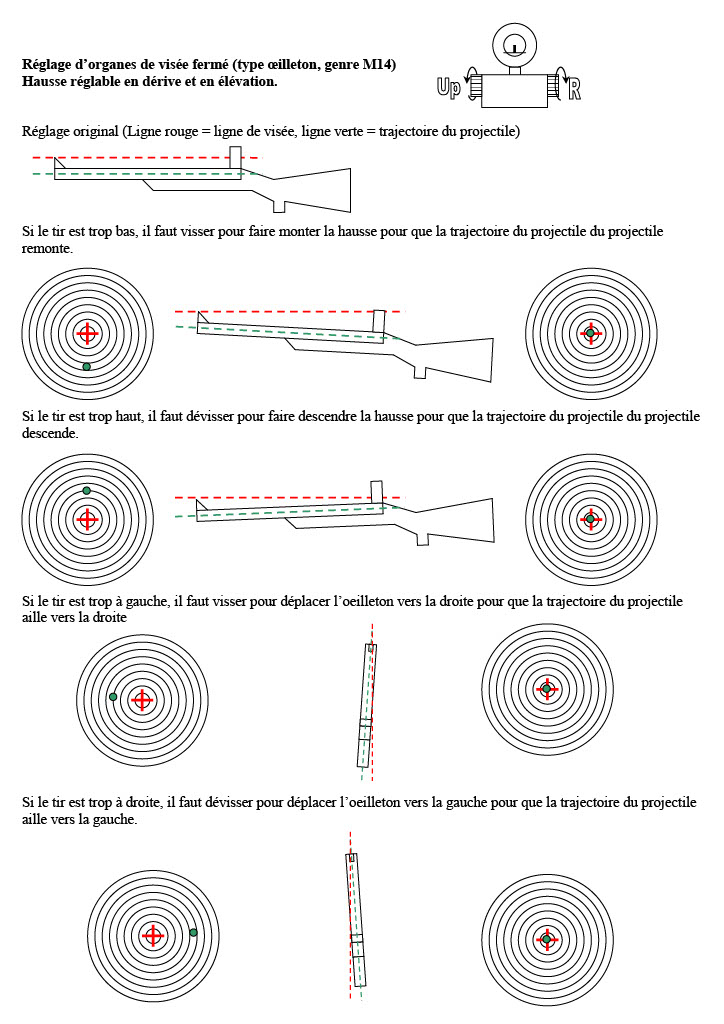 Réglage d’organes de visée fermé (type œilleton, genre M14)
Hausse réglable en dérive et en élévation.
Up
R
Réglage original (Ligne rouge = ligne de visée, ligne verte = trajectoire du projectile)
Si le tir est trop bas, il faut visser pour faire monter la hausse pour que la trajectoire du projectile du projectile
remonte.
Si le tir est trop haut, il faut dévisser pour faire descendre la hausse pour que la trajectoire du projectile du projectile
descende.
Si le tir est trop à gauche, il faut visser pour déplacer l’oeilleton vers la droite pour que la trajectoire du projectile
aille vers la droite
Si le tir est trop à droite, il faut dévisser pour déplacer l’oeilleton vers la gauche pour que la trajectoire du projectile
aille vers la gauche.